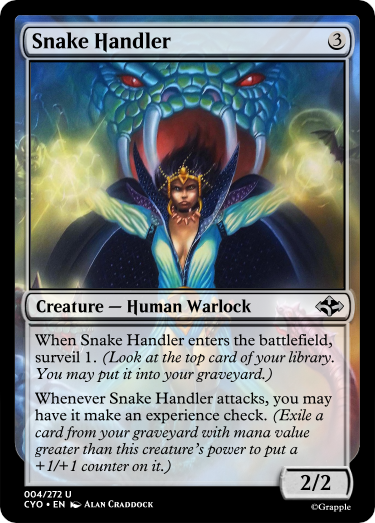 Snake Handler 3
Creature — Human Warlock
When Snake Handler enters the battlefield,
surveil 1. (Look at the top card of your library.
You may put it into your graveyard.)
Whenever Snake Handler attacks, you may
have it make an experience check. (Exile a
card from your graveyard with mana value
greater than this creature's power to put a
+1/+1 counter on it.)
2/2
004/272 U
CYO • EN Alan Craddock
©Grapple